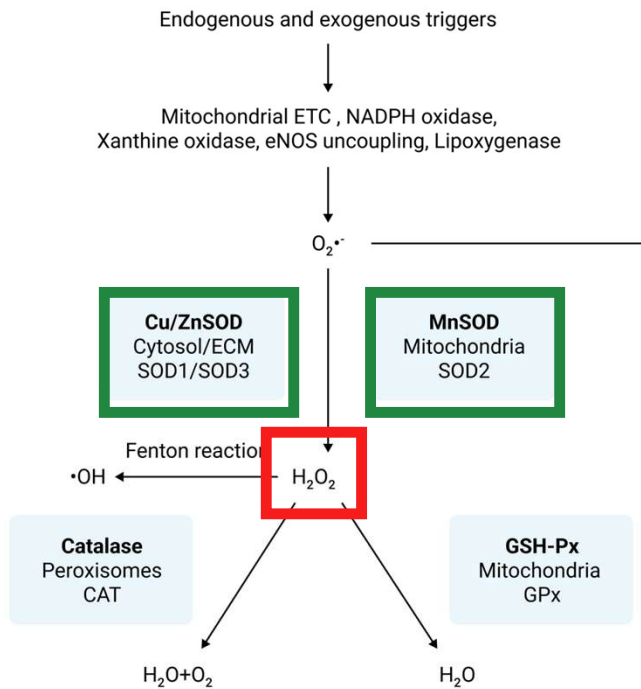 Endogenous and exogenous triggers
Mitochondrial ETC , NADPH oxidase,
Xanthine oxidase, eNOS uncoupling, Lipoxygenase
O₂•⁻
Cu/ZnSOD
Cytosol/ECM
SOD1/SOD3
MnSOD
Mitochondria
SOD2
Fenton reaction
•OH
H₂O₂
Catalase
Peroxisomes
CAT
GSH-Px
Mitochondria
GPx
H₂O+O₂
H₂O